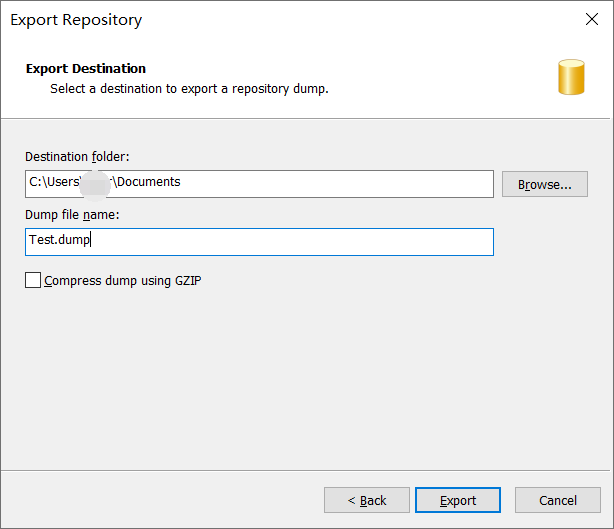 Export Repository
Export Destination
Select a destination to export a repository dump.
Destination folder:
C:\Users\ \Documents
Browse...
Dump file name:
Test.dump
Compress dump using GZIP
< Back
Export
Cancel